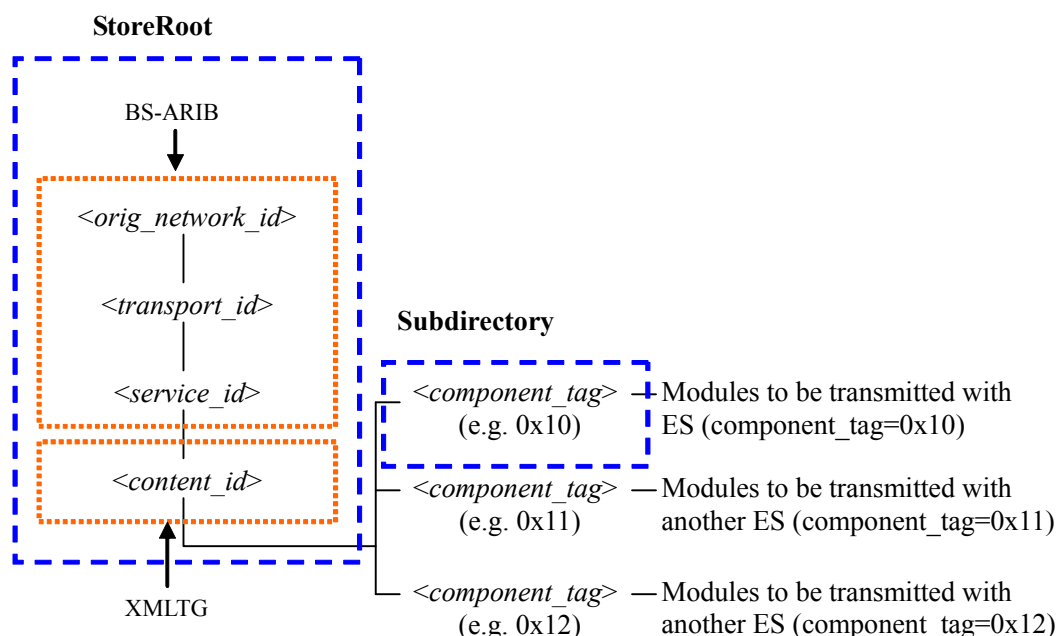 StoreRoot
BS-ARIB
<orig_network_id>
<transport_id>
<service_id>
<content_id>
XMLTG
Subdirectory
<component_tag>
(e.g. 0x10)
Modules to be transmitted with
ES (component_tag=0x10)
<component_tag>
(e.g. 0x11)
Modules to be transmitted with
another ES (component_tag=0x11)
<component_tag>
(e.g. 0x12)
Modules to be transmitted with
another ES (component_tag=0x12)